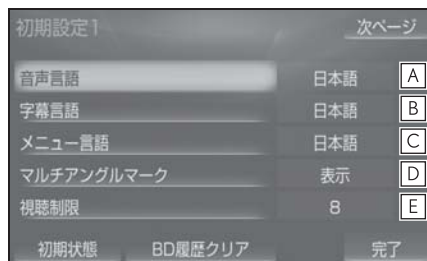 初期設定1 次ページ
音声言語 日本語 A
字幕言語 日本語 B
メニュー言語 日本語 C
マルチアングルマーク 表示 D
視聴制限 8 E
初期状態 BD履歴クリア 完了